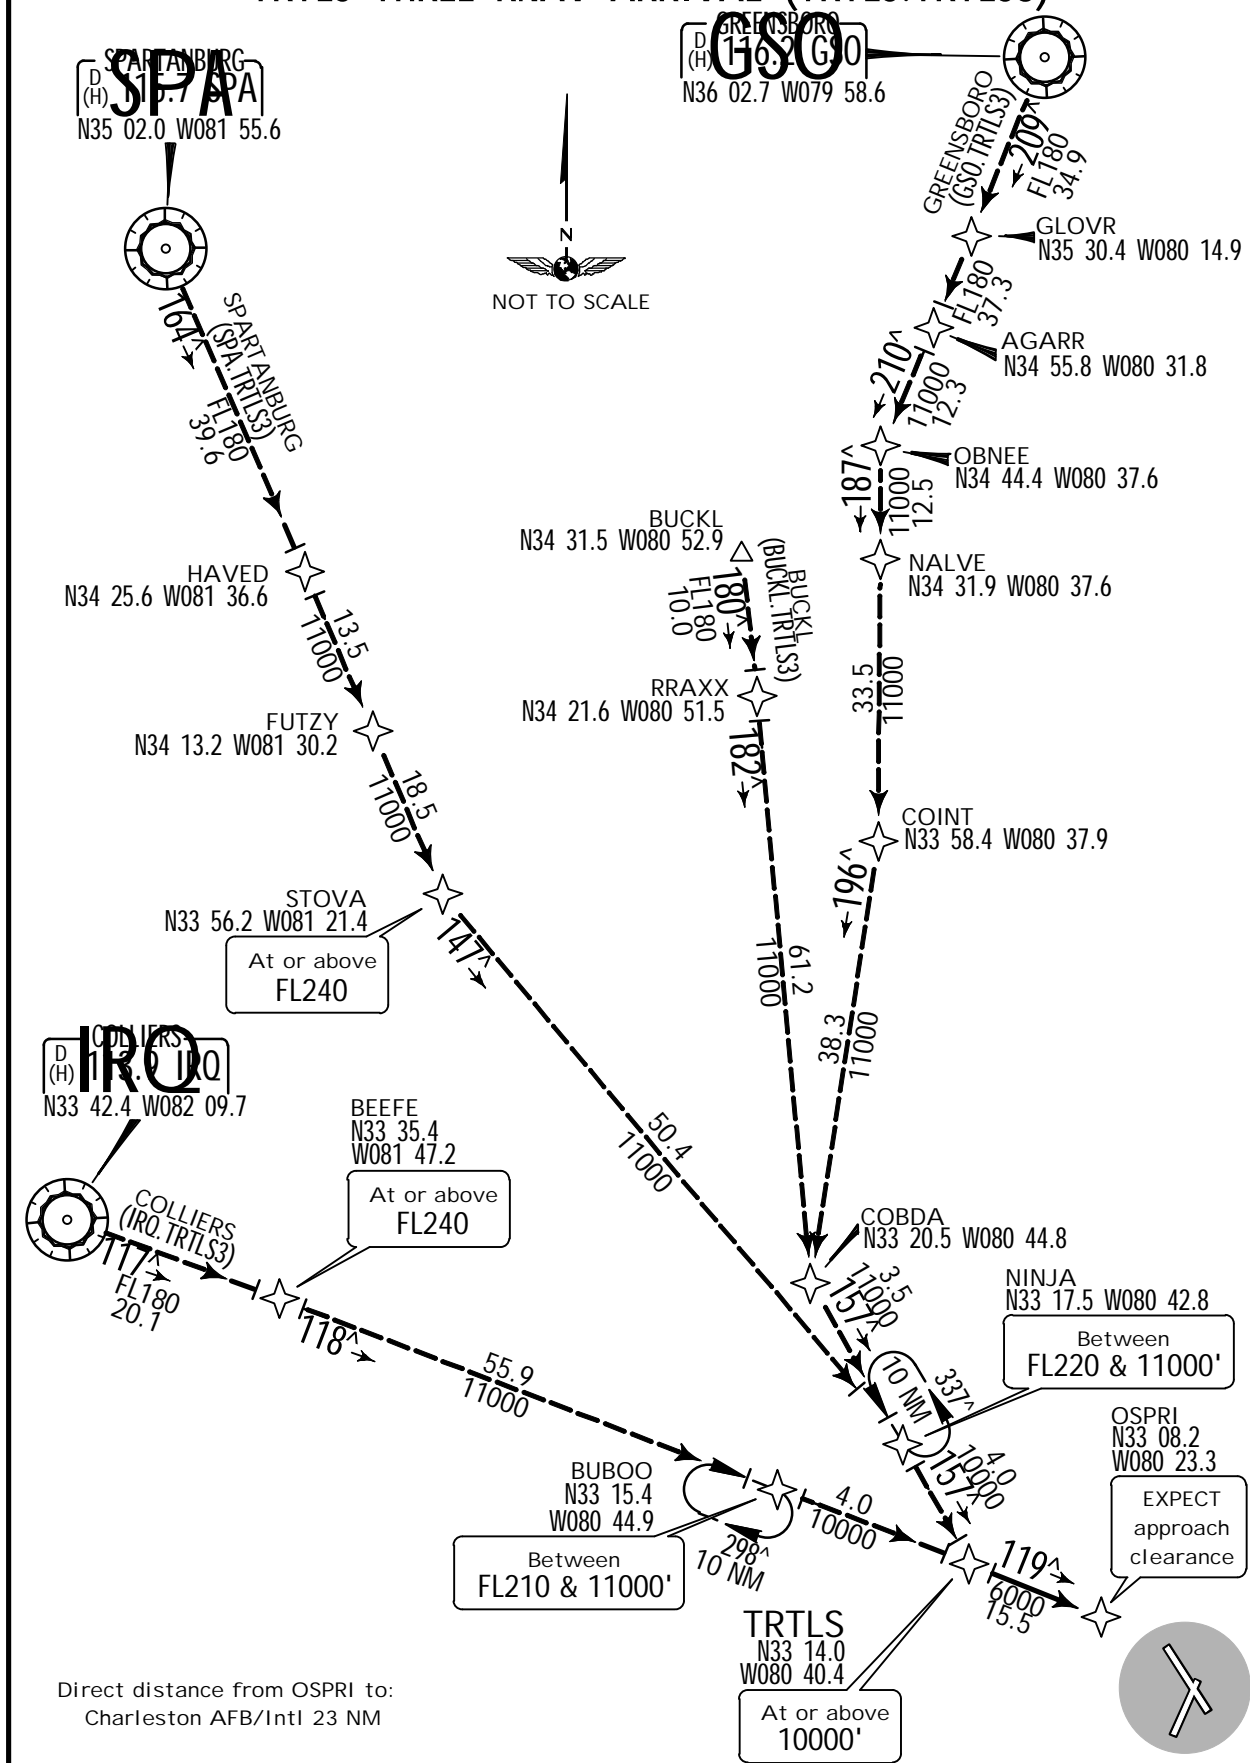 SPARTANBURG
SPA
D
(H) 115.7 SPA
N35 02.0 W081 55.6
GREENSBORO
GSO
D
(H) 116.2 GSO
N36 02.7 W079 58.6
N
NOT TO SCALE
GREENSBORO
(GSO.TRTLS3)
209^
FL180
34.9
GLOVR
N35 30.4 W080 14.9
FL180
37.3
AGARR
N34 55.8 W080 31.8
210^
11000
12.3
OBNEE
N34 44.4 W080 37.6
187^
11000
12.5
NALVE
N34 31.9 W080 37.6
33.5
11000
COINT
N33 58.4 W080 37.9
196^
38.3
11000
164^
SPARTANBURG
(SPA.TRTLS3)
FL180
39.6
HAVED
N34 25.6 W081 36.6
13.5
11000
FUTZY
N34 13.2 W081 30.2
18.5
11000
STOVA
N33 56.2 W081 21.4
At or above
FL240
147^
50.4
11000
BUCKL
N34 31.5 W080 52.9
BUCKL
(BUCKL.TRTLS3)
180^
FL180
10.0
RRAXX
N34 21.6 W080 51.5
182^
61.2
11000
COLLIERS
IRQ
D
(H) 113.9 IRQ
N33 42.4 W082 09.7
COLLIERS
(IRQ.TRTLS3)
117^
FL180
20.1
BEEFE
N33 35.4
W081 47.2
At or above
FL240
118^
55.9
11000
COBDA
N33 20.5 W080 44.8
3.5
11000
157^
NINJA
N33 17.5 W080 42.8
Between
FL220 & 11000'
10 NM
337^
4.0
10000
157^
BUBOO
N33 15.4
W080 44.9
Between
FL210 & 11000'
298^
10 NM
4.0
10000
OSPRI
N33 08.2
W080 23.3
EXPECT
approach
clearance
119^
6000
15.5
TRTLS
N33 14.0
W080 40.4
At or above
10000'
Direct distance from OSPRI to:
Charleston AFB/Intl 23 NM